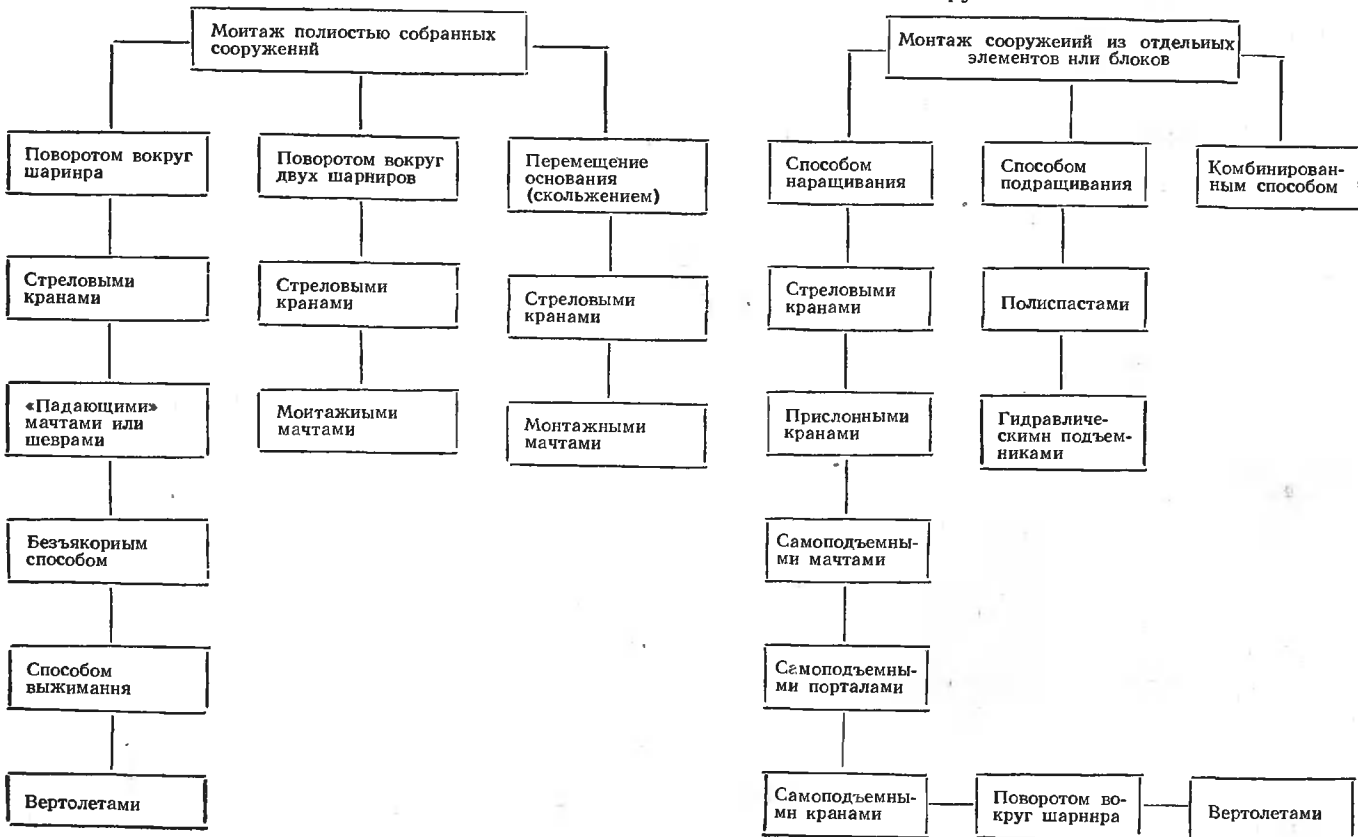 Монтаж полностью собранных
сооружений
Поворотом вокруг
шарнира
Стреловыми
кранами
«Падающими»
мачтами или
шеврами
Безъякорным
способом
Способом
выжимания
Вертолетами
Поворотом вокруг
двух шарниров
Стреловыми
кранами
Монтажными
мачтами
Перемещение
основания
(скольжением)
Стреловыми
кранами
Монтажными
мачтами
Монтаж сооружений из отдельных
элементов или блоков
Способом
наращивания
Стреловыми
кранами
Прислонными
кранами
Самоподъемны-
ми мачтами
Самоподъемны-
ми порталами
Самоподъемны-
ми кранами
Поворотом во-
круг шарнира
Вертолетами
Способом
подращивания
Полиспастами
Гидравличе-
скими подъем-
никами
Комбинирован-
ным способом